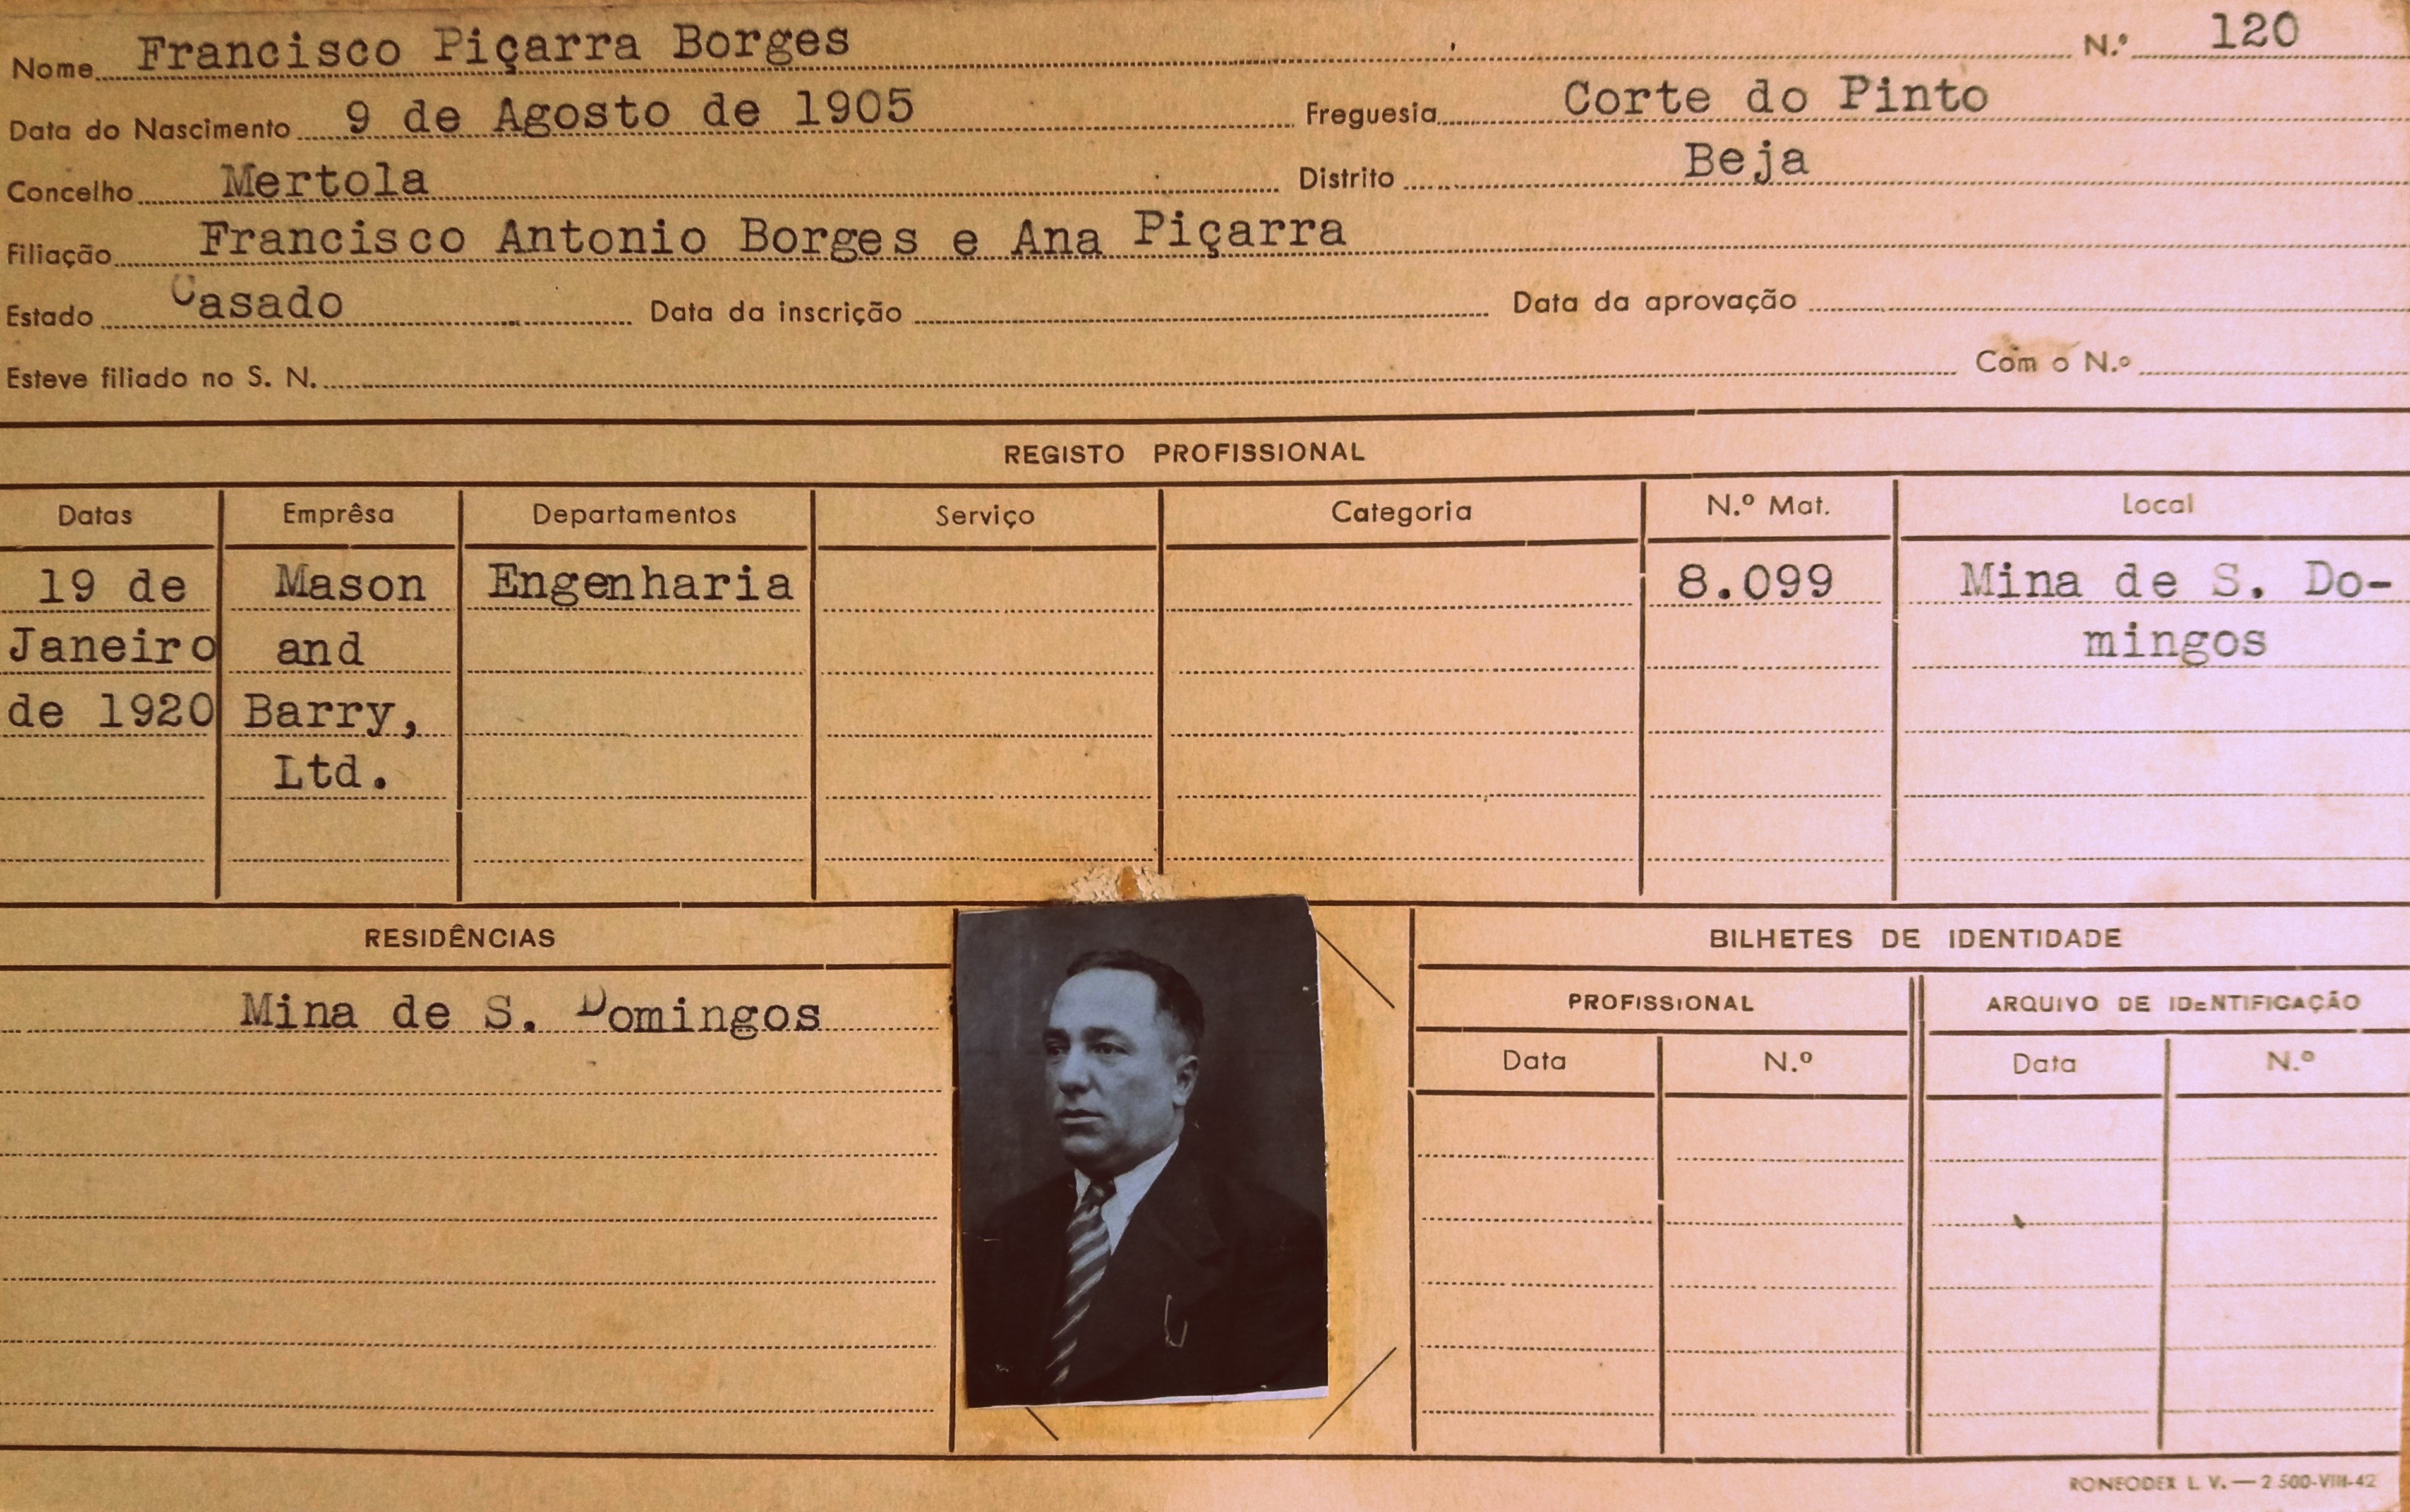 Nome Francisco Piçarra Borges N.º 120
Data do Nascimento 9 de Agosto de 1905 Freguesia Corte do Pinto
Concelho Mertola Distrito Beja
Filiação Francisco Antonio Borges e Ana Piçarra
Estado Casado Data da inscrição Data da aprovação
Esteve filiado no S. N. Com o N.º
REGISTO PROFISSIONAL
Datas Emprêsa Departamentos Serviço Categoria N.º Mat. Local
19 de Mason Engenharia 8.099 Mina de S. Do-
Janeiro and mingos
de 1920 Barry,
Ltd.
RESIDÊNCIAS BILHETES DE IDENTIDADE
Mina de S. Domingos PROFISSIONAL ARQUIVO DE IDENTIFICAÇÃO
Data N.º Data N.º
RONEODEX L. V. — 2 500-VIII-42